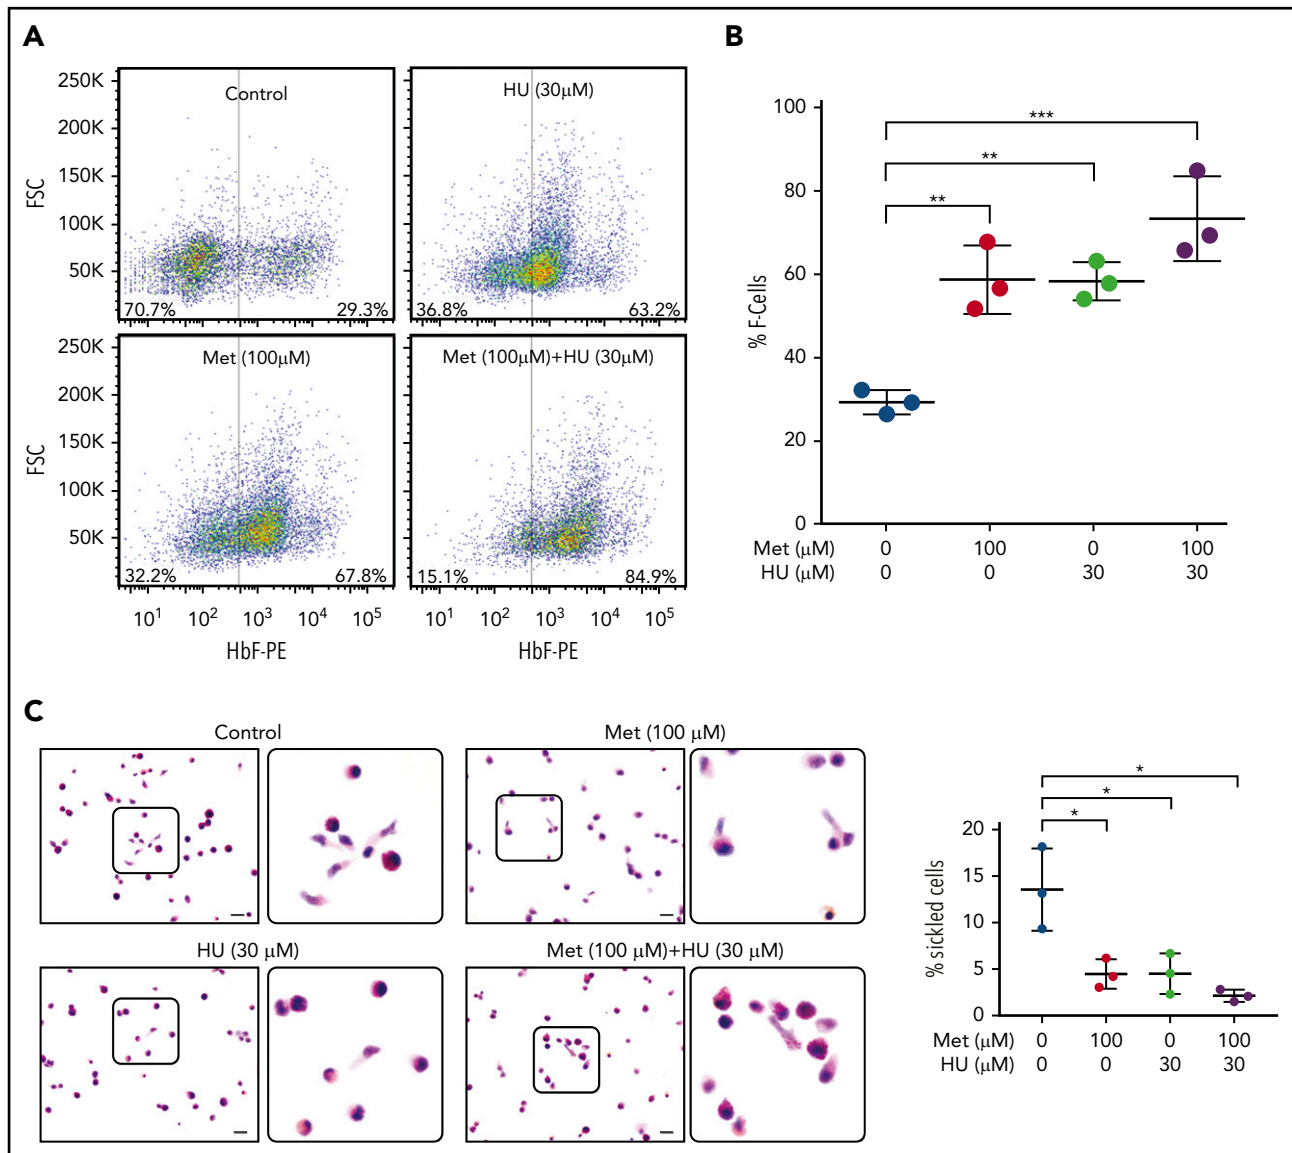 A
250K
200K
150K
100K
50K
FSC
Control
70.7%
29.3%
HU (30μM)
36.8%
63.2%
250K
200K
150K
100K
50K
FSC
Met (100μM)
32.2%
67.8%
Met (100μM)+HU (30μM)
15.1%
84.9%
10¹ 10² 10³ 10⁴ 10⁵
10¹ 10² 10³ 10⁴ 10⁵
HbF-PE
HbF-PE
B
100
80
60
40
20
0
% F-Cells
***
**
**
Met (μM) 0 100 0 100
HU (μM) 0 0 30 30
C
Control
Met (100 μM)
HU (30 μM)
Met (100 μM)+HU (30 μM)
20
15
10
5
0
% sickled cells
*
*
*
Met (μM) 0 100 0 100
HU (μM) 0 0 30 30